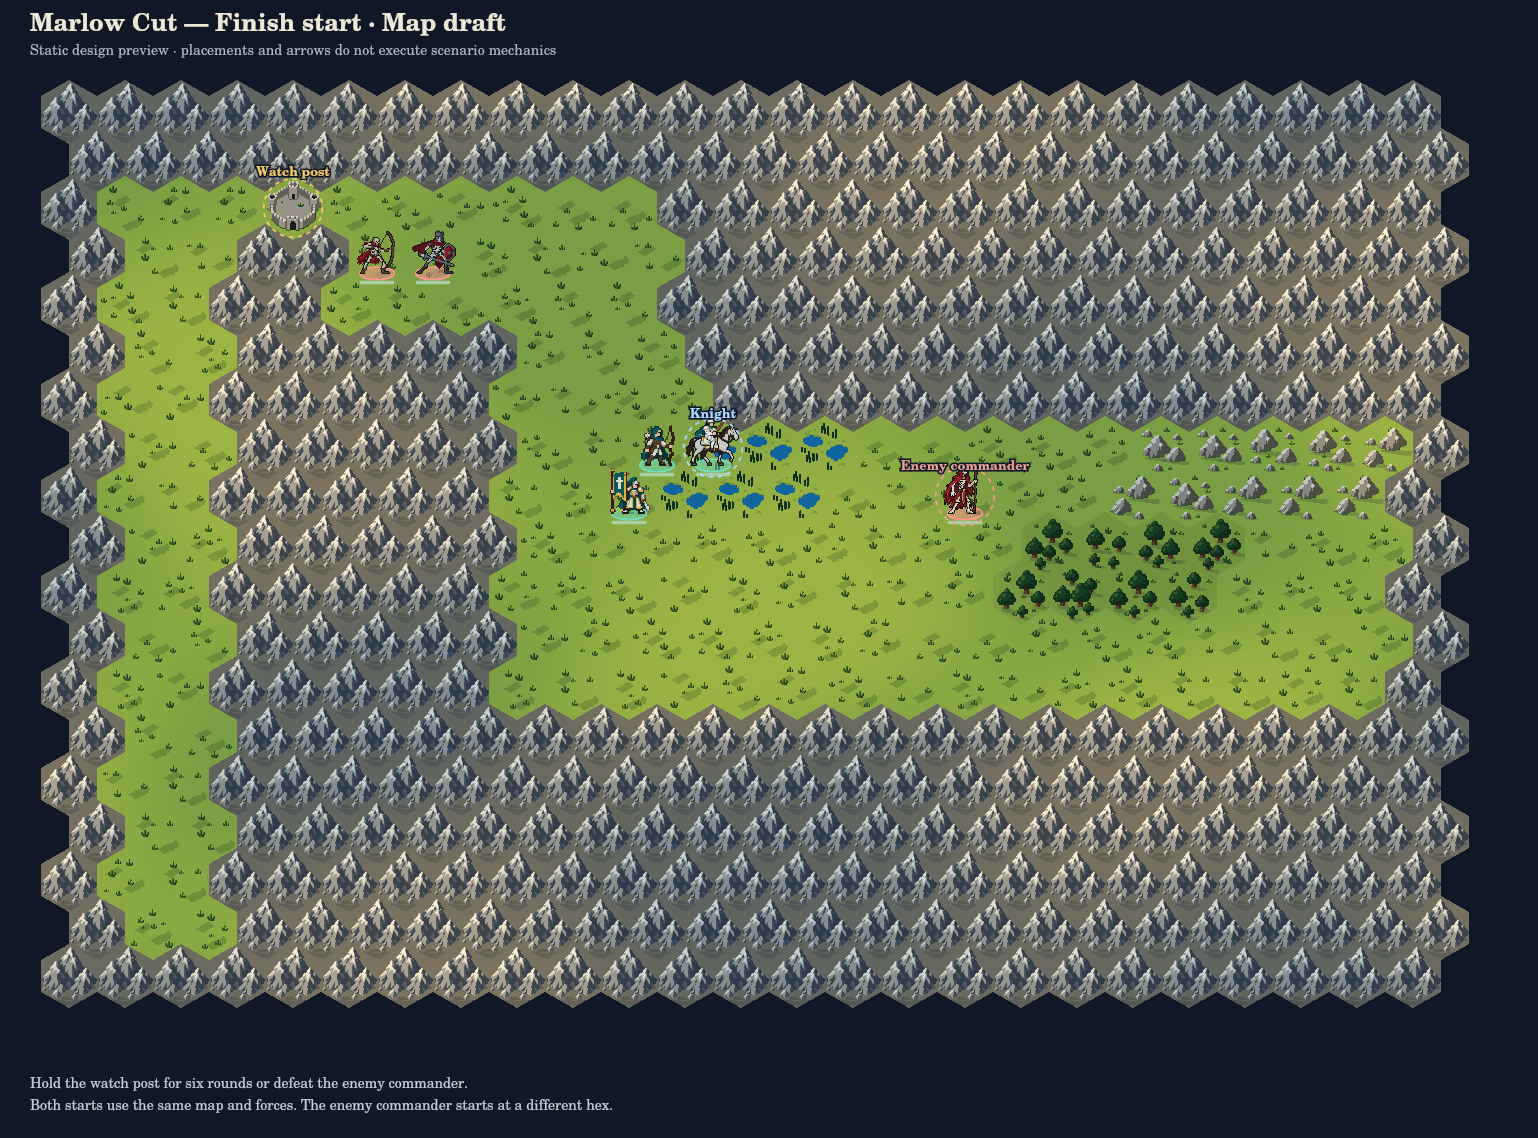 Marlow Cut — Finish start · Map draft
Static design preview · placements and arrows do not execute scenario mechanics
Watch post
Knight
Enemy commander
Hold the watch post for six rounds or defeat the enemy commander.
Both starts use the same map and forces. The enemy commander starts at a different hex.